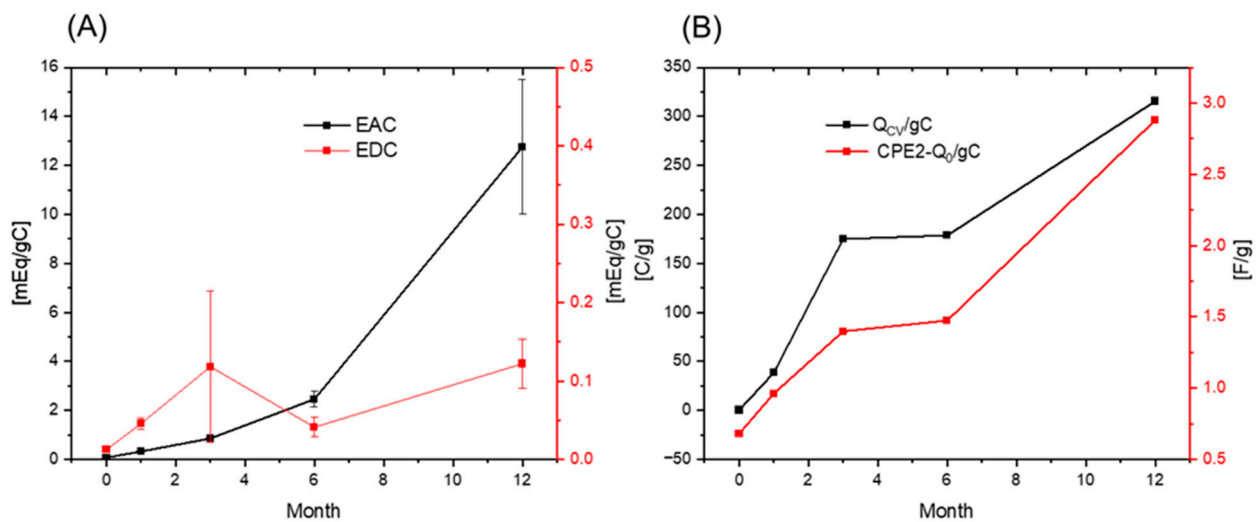 (A)
16
14
12
10
8
6
4
2
0
[mEq/gC]
EAC
EDC
0.5
0.4
0.3
0.2
0.1
0.0
[mEq/gC]
0 2 4 6 8 10 12
Month
(B)
350
300
250
200
150
100
50
0
−50
[C/g]
Q_CV/gC
CPE2-Q₀/gC
3.0
2.5
2.0
1.5
1.0
0.5
[F/g]
0 2 4 6 8 10 12
Month